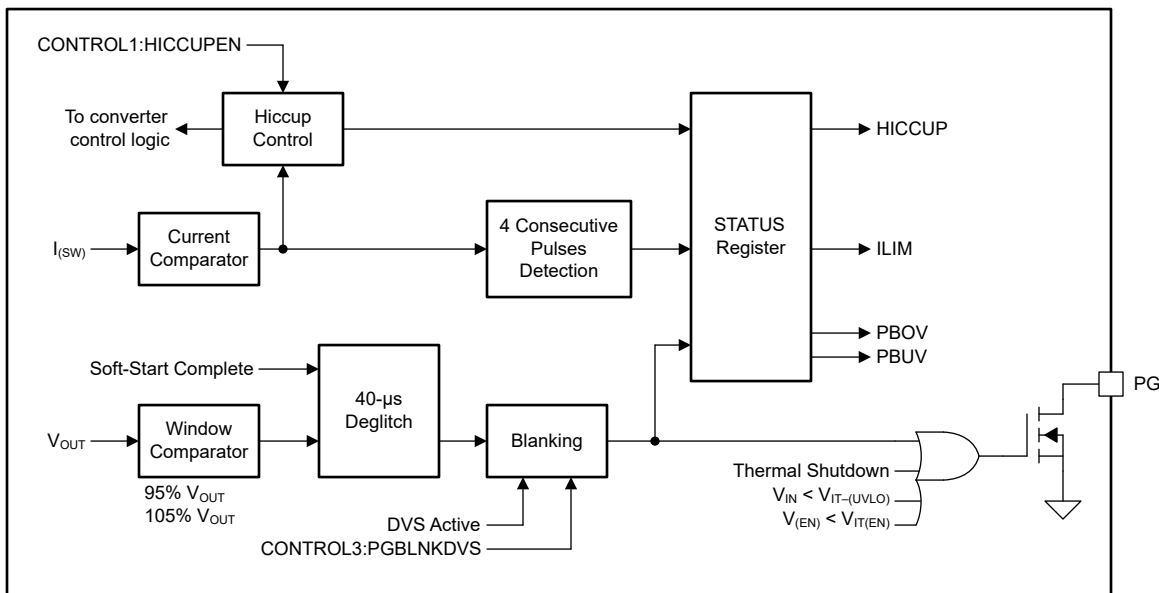 CONTROL1:HICCUPEN
To converter
control logic
Hiccup
Control
HICCUP
I(SW)
Current
Comparator
4 Consecutive
Pulses
Detection
STATUS
Register
ILIM
PBOV
PBUV
Soft-Start Complete
40-µs
Deglitch
PG
VOUT
Window
Comparator
Blanking
95% VOUT
105% VOUT
Thermal Shutdown
VIN < VIT–(UVLO)
V(EN) < VIT(EN)
DVS Active
CONTROL3:PGBLNKDVS